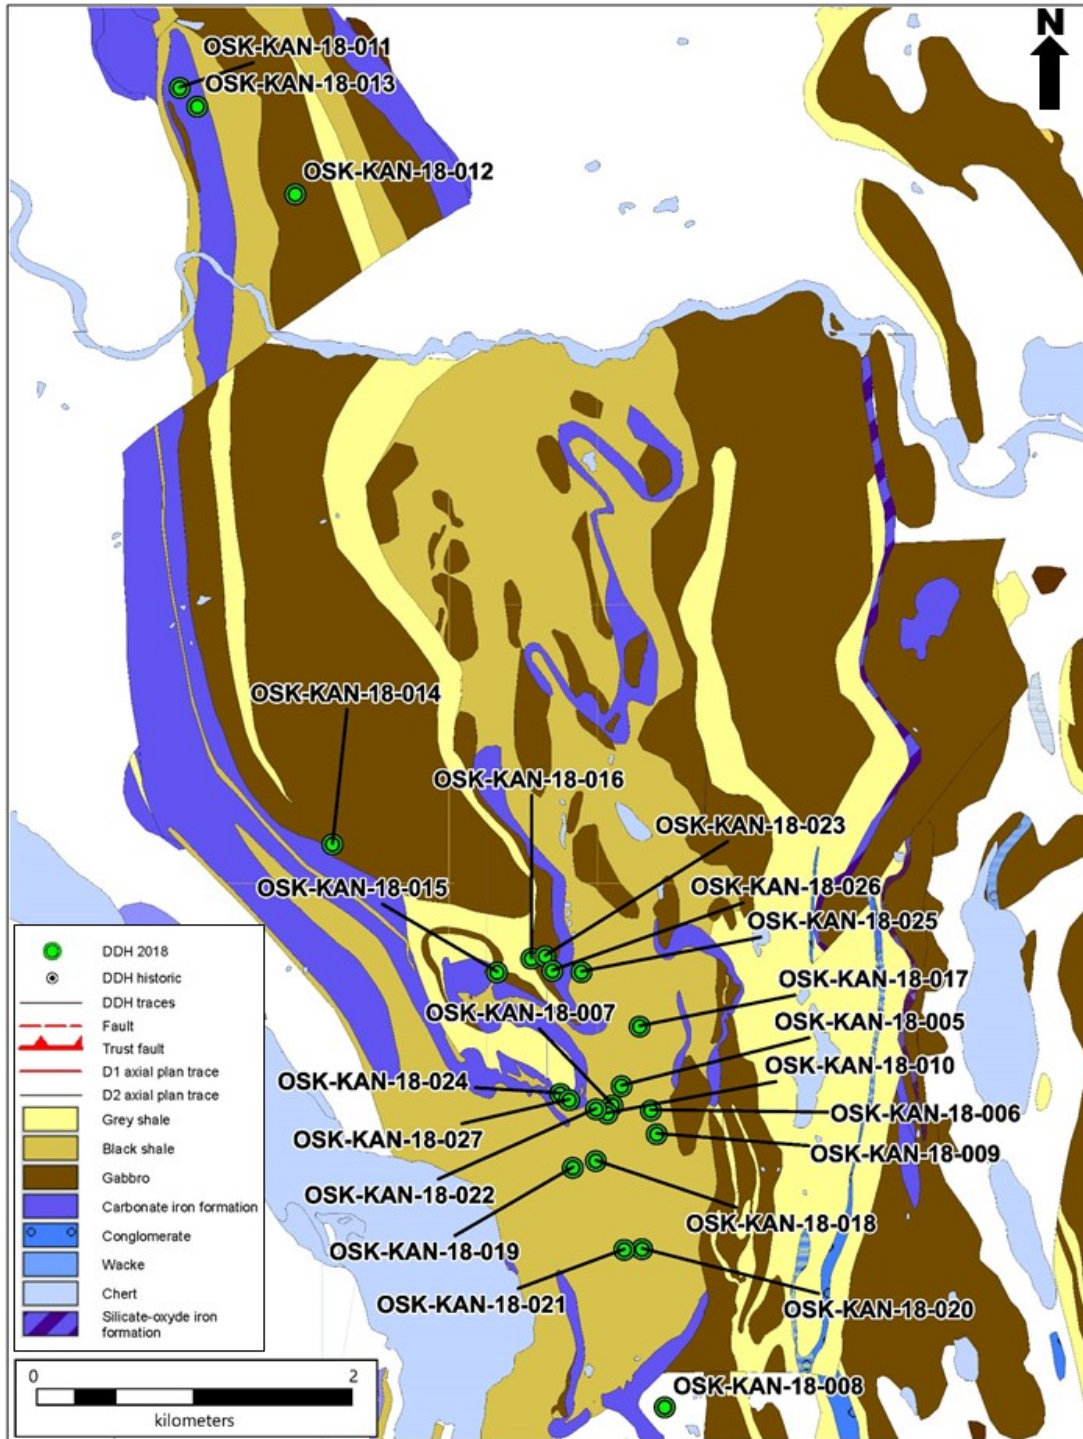 N
OSK-KAN-18-011
OSK-KAN-18-013
OSK-KAN-18-012
OSK-KAN-18-014
OSK-KAN-18-016
OSK-KAN-18-023
OSK-KAN-18-015
OSK-KAN-18-026
OSK-KAN-18-025
OSK-KAN-18-017
OSK-KAN-18-007
OSK-KAN-18-005
OSK-KAN-18-010
OSK-KAN-18-024
OSK-KAN-18-006
OSK-KAN-18-027
OSK-KAN-18-009
OSK-KAN-18-022
OSK-KAN-18-018
OSK-KAN-18-019
OSK-KAN-18-021
OSK-KAN-18-020
OSK-KAN-18-008
DDH 2018
DDH historic
DDH traces
Fault
Trust fault
D1 axial plan trace
D2 axial plan trace
Grey shale
Black shale
Gabbro
Carbonate iron formation
Conglomerate
Wacke
Chert
Silicate-oxyde iron
formation
0 2
kilometers